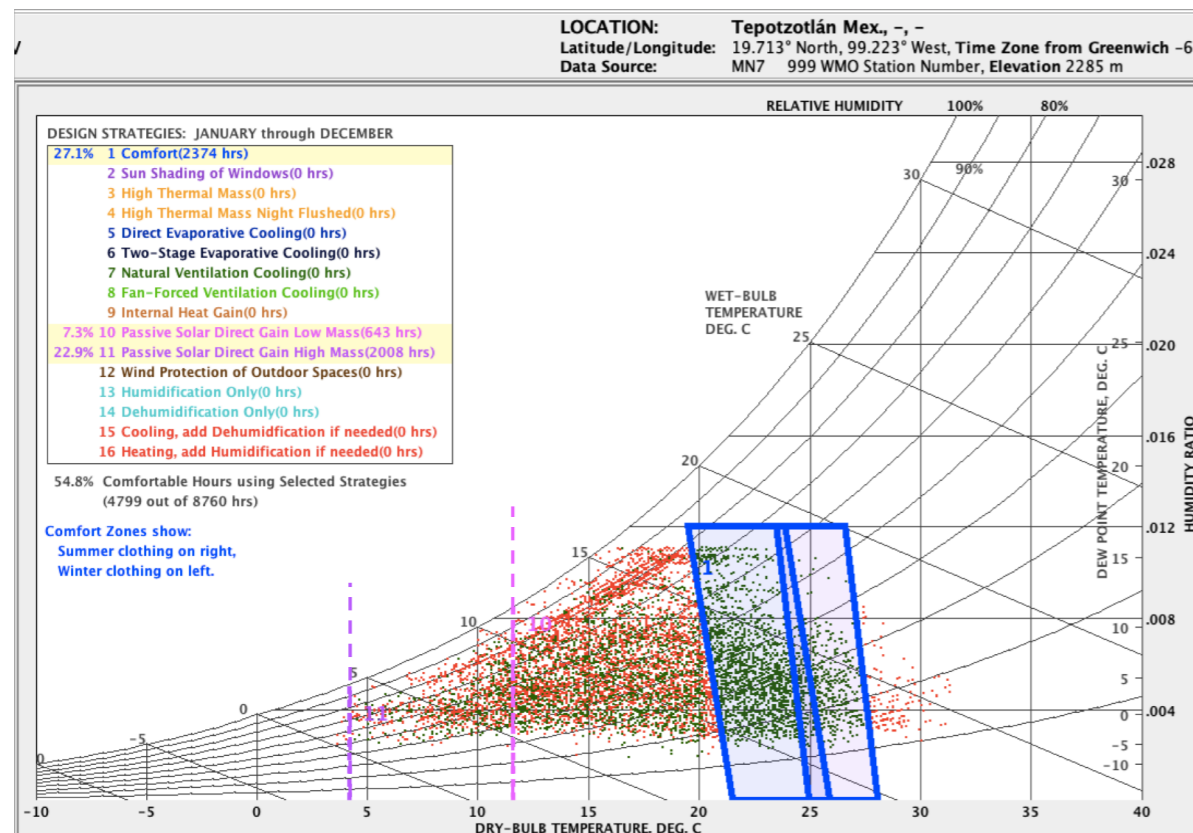 LOCATION: Tepotzotlán Mex., -, -
Latitude/Longitude: 19.713° North, 99.223° West, Time Zone from Greenwich -6
Data Source: MN7 999 WMO Station Number, Elevation 2285 m
RELATIVE HUMIDITY 100% 80%
DESIGN STRATEGIES: JANUARY through DECEMBER
27.1% 1 Comfort(2374 hrs)
2 Sun Shading of Windows(0 hrs)
3 High Thermal Mass(0 hrs)
4 High Thermal Mass Night Flushed(0 hrs)
5 Direct Evaporative Cooling(0 hrs)
6 Two-Stage Evaporative Cooling(0 hrs)
7 Natural Ventilation Cooling(0 hrs)
8 Fan-Forced Ventilation Cooling(0 hrs)
9 Internal Heat Gain(0 hrs)
7.3% 10 Passive Solar Direct Gain Low Mass(643 hrs)
22.9% 11 Passive Solar Direct Gain High Mass(2008 hrs)
12 Wind Protection of Outdoor Spaces(0 hrs)
13 Humidification Only(0 hrs)
14 Dehumidification Only(0 hrs)
15 Cooling, add Dehumidfication if needed(0 hrs)
16 Heating, add Humidification if needed(0 hrs)
54.8% Comfortable Hours using Selected Strategies
(4799 out of 8760 hrs)
Comfort Zones show:
Summer clothing on right,
Winter clothing on left.
90%
WET-BULB
TEMPERATURE
DEG. C
30
25
20
15
10
5
0
-5
1
10
11
30
25
20
15
10
5
0
-5
-10
DEW POINT TEMPERATURE, DEG. C
.028
.024
.020
.016
.012
.008
.004
HUMIDITY RATIO
-10 -5 0 5 10 15 20 25 30 35 40
DRY-BULB TEMPERATURE, DEG. C